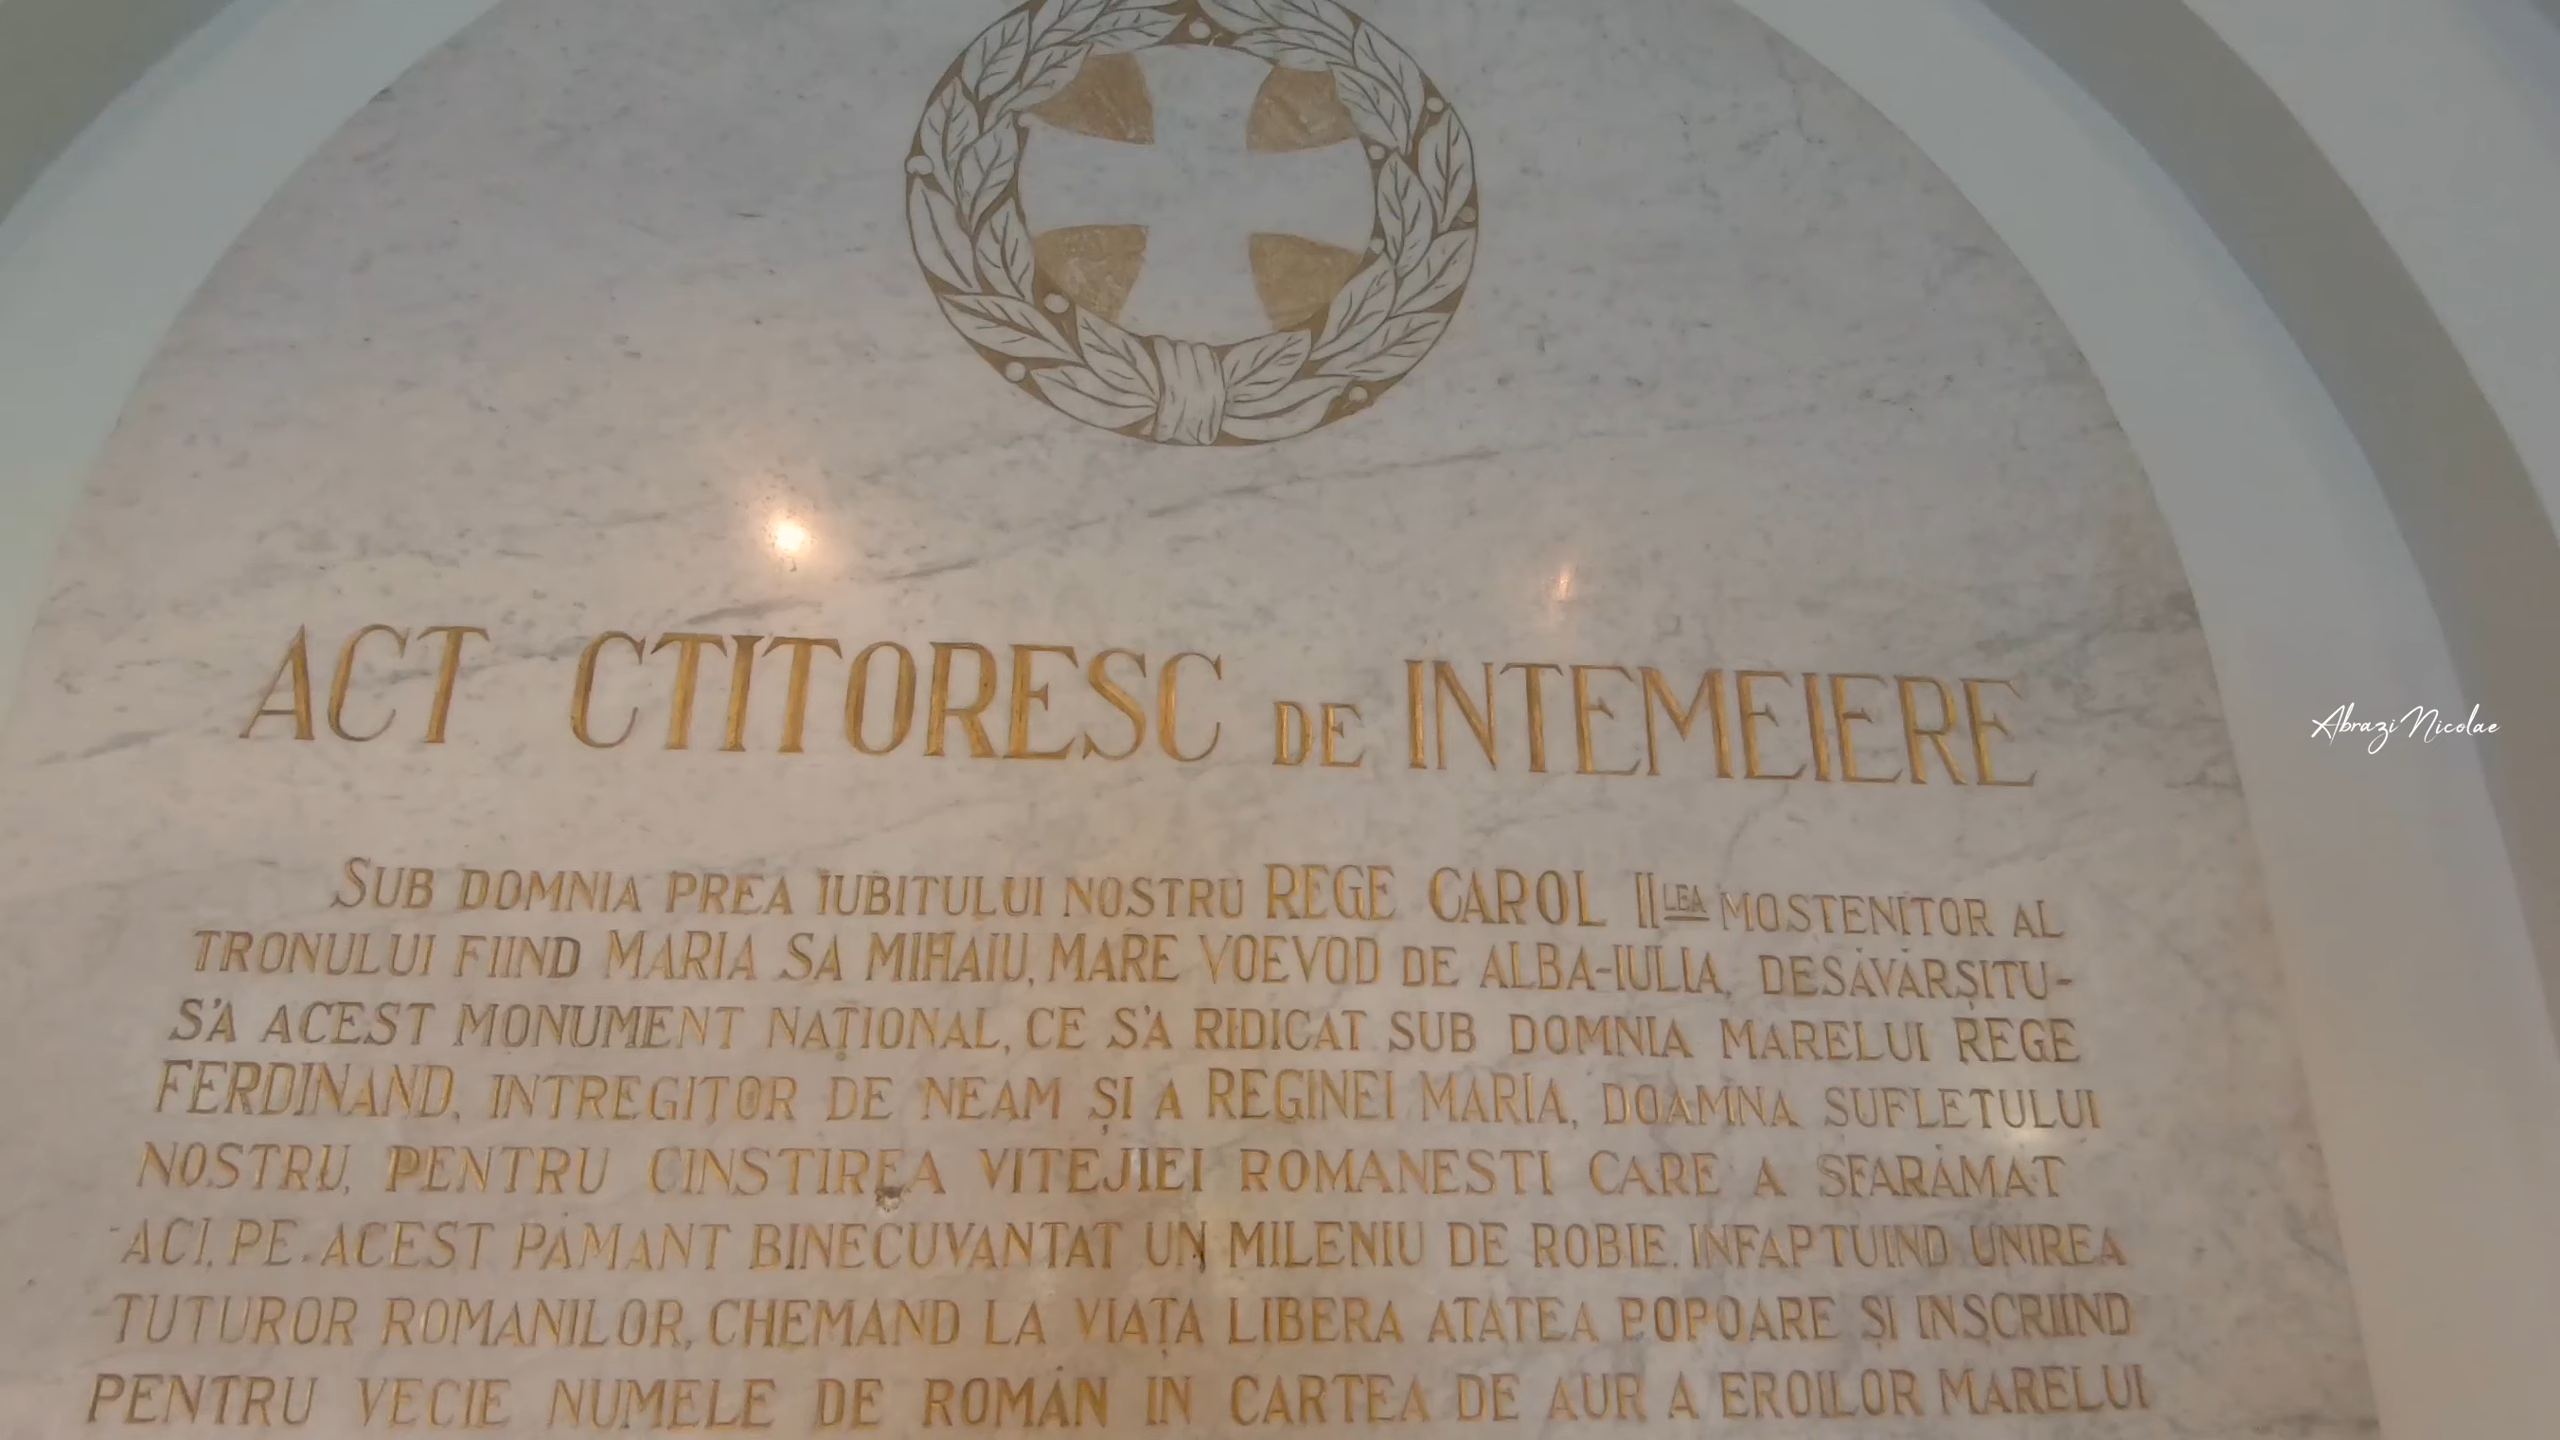 ACT CTITORESC DE INTEMEIERE
SUB DOMNIA PREA IUBITULUI NOSTRU REGE CAROL II LEA MOSTENITOR AL
TRONULUI FIIND MARIA SA MIHAIU, MARE VOEVOD DE ALBA-IULIA, DESĂVÂRȘITU-
S'A ACEST MONUMENT NAȚIONAL, CE S'A RIDICAT SUB DOMNIA MARELUI REGE
FERDINAND, INTREGITOR DE NEAM ȘI A REGINEI MARIA, DOAMNA SUFLETULUI
NOSTRU, PENTRU CINSTIREA VITEJIEI ROMANESTI CARE A SFARĂMAT
ACI, PE ACEST PĂMANT BINECUVANTAT UN MILENIU DE ROBIE, INFAPTUIND UNIREA
TUTUROR ROMANILOR, CHEMAND LA VIAȚA LIBERA ATATEA POPOARE ȘI INSCRIIND
PENTRU VECIE NUMELE DE ROMÂN IN CARTEA DE AUR A EROILOR MARELUI
Abrazi Nicolae